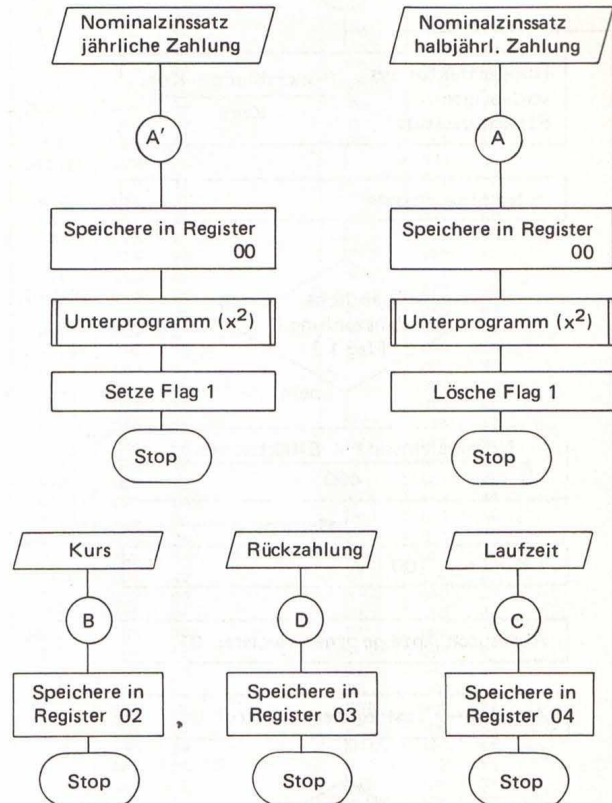 Nominalzinssatz
jährliche Zahlung
A′
Speichere in Register
00
Unterprogramm (x²)
Setze Flag 1
Stop
Nominalzinssatz
halbjährl. Zahlung
A
Speichere in Register
00
Unterprogramm (x²)
Lösche Flag 1
Stop
Kurs
B
Speichere in
Register 02
Stop
Rückzahlung
D
Speichere in
Register 03
Stop
Laufzeit
C
Speichere in
Register 04
Stop